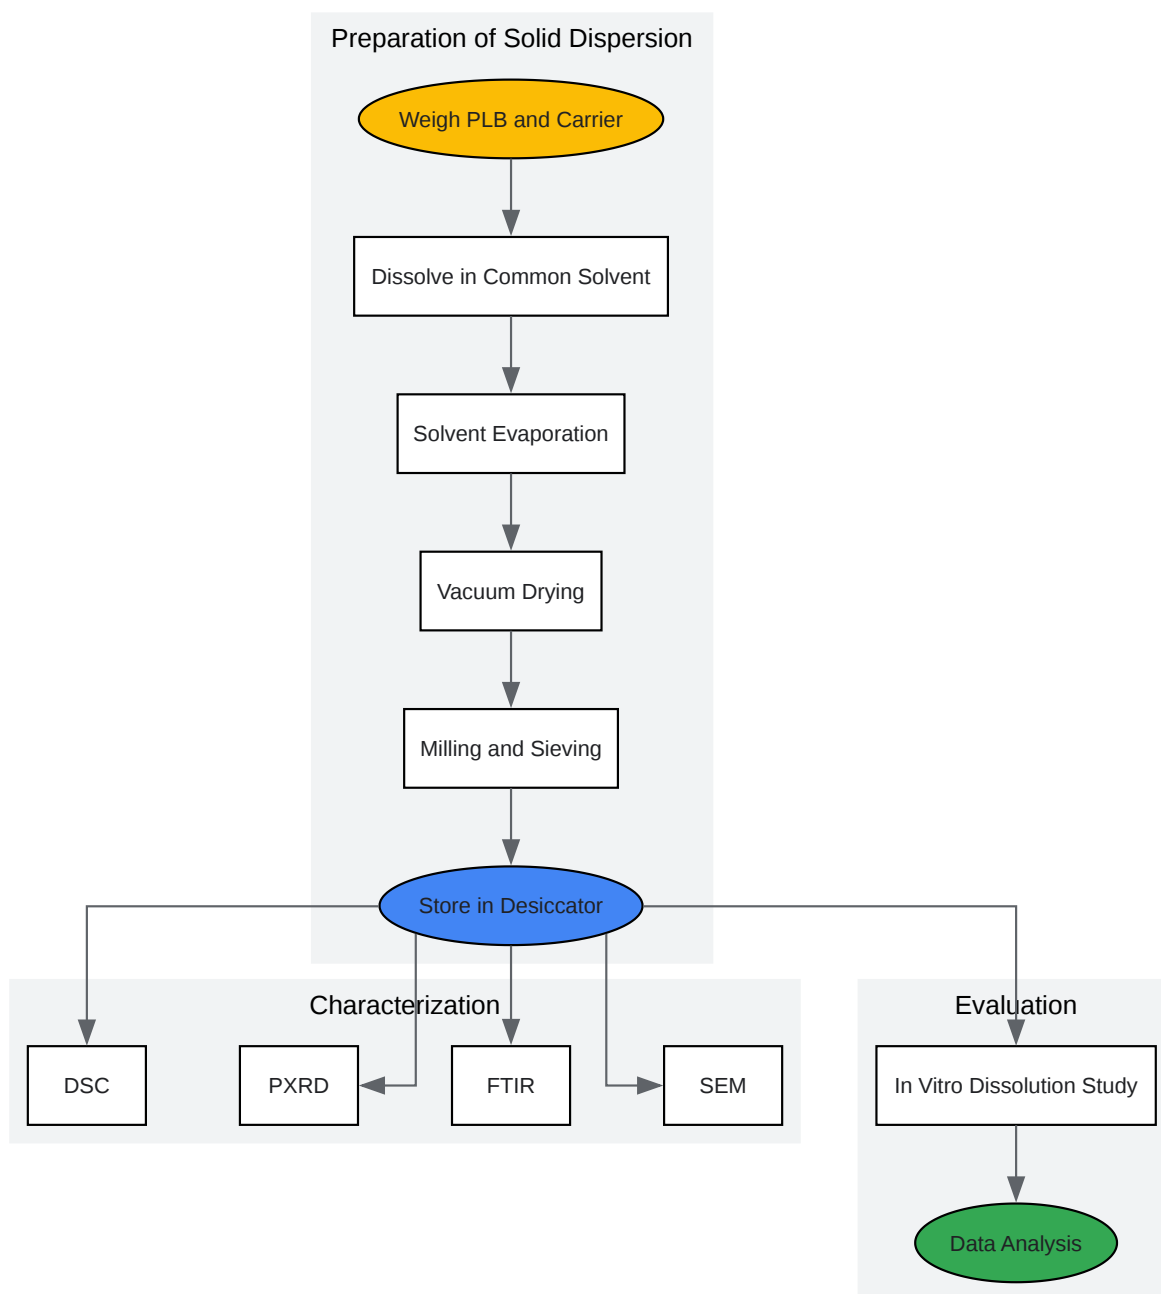 Preparation of Solid Dispersion
Weigh PLB and Carrier
Dissolve in Common Solvent
Solvent Evaporation
Vacuum Drying
Milling and Sieving
Store in Desiccator
Characterization
DSC
PXRD
FTIR
SEM
Evaluation
In Vitro Dissolution Study
Data Analysis